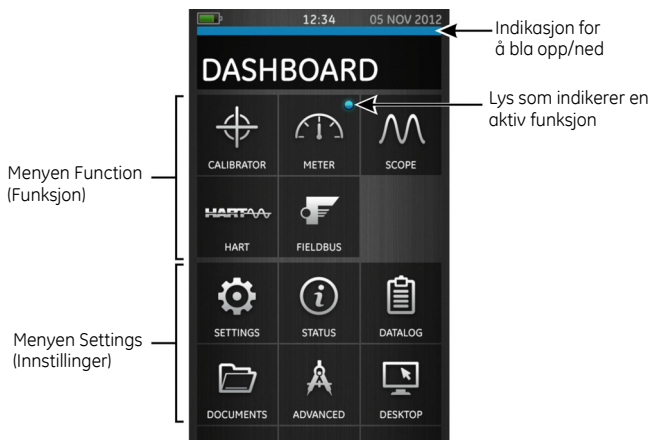 12:34
05 NOV 2012
Indikasjon for
å bla opp/ned
DASHBOARD
Lys som indikerer en
aktiv funksjon
Menyen Function
(Funksjon)
CALIBRATOR
METER
SCOPE
HART
HART
FIELDBUS
Menyen Settings
(Innstillinger)
SETTINGS
STATUS
DATALOG
DOCUMENTS
ADVANCED
DESKTOP